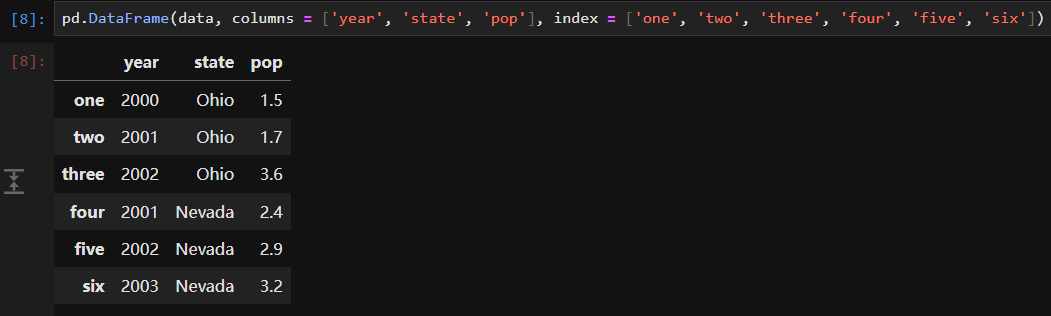 [8]: pd.DataFrame(data, columns = ['year', 'state', 'pop'], index = ['one', 'two', 'three', 'four', 'five', 'six'])
[8]:
year state pop
one 2000 Ohio 1.5
two 2001 Ohio 1.7
three 2002 Ohio 3.6
four 2001 Nevada 2.4
five 2002 Nevada 2.9
six 2003 Nevada 3.2